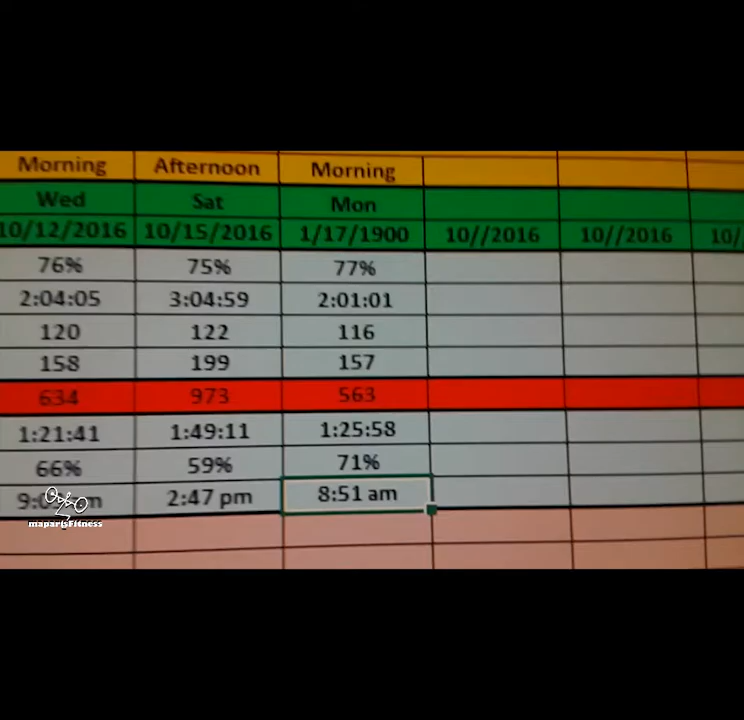 Morning Afternoon Morning
Wed Sat Mon
10/12/2016 10/15/2016 1/17/1900 10//2016 10//2016 10/
76% 75% 77%
2:04:05 3:04:59 2:01:01
120 122 116
158 199 157
634 973 563
1:21:41 1:49:11 1:25:58
66% 59% 71%
2:47 pm 8:51 am
maparisFitness